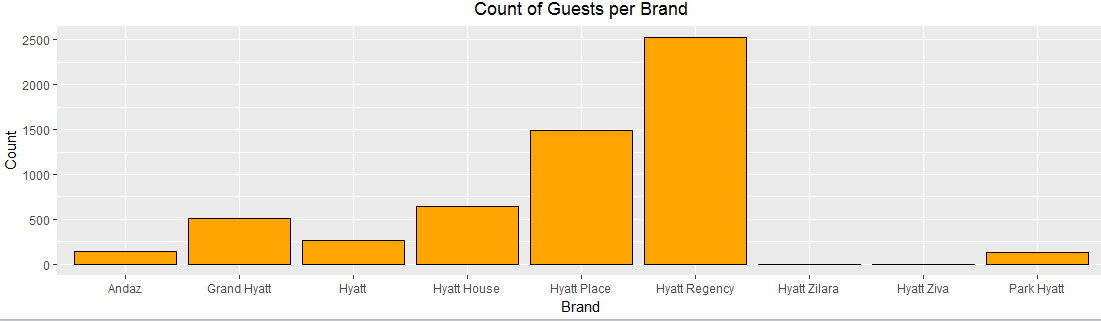 Count of Guests per Brand
2500
2000
1500
1000
500
0
Count
Andaz Grand Hyatt Hyatt Hyatt House Hyatt Place Hyatt Regency Hyatt Zilara Hyatt Ziva Park Hyatt
Brand